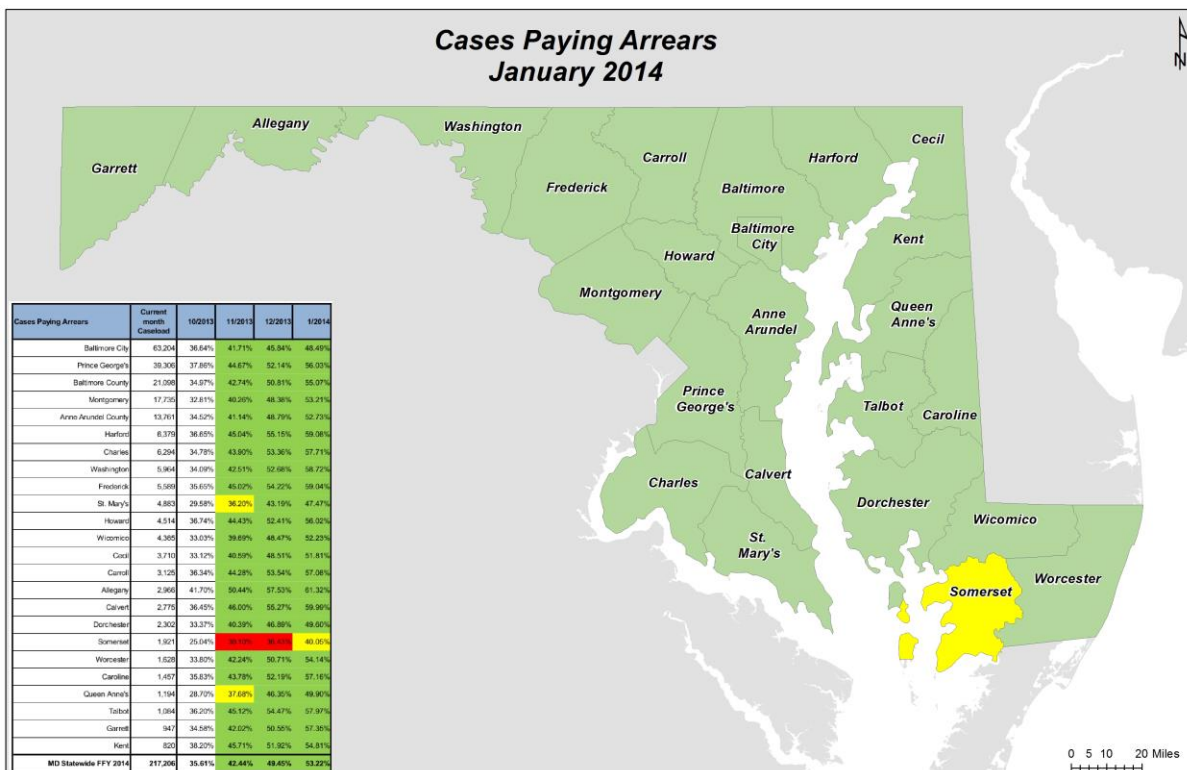 Cases Paying Arrears
January 2014
N
Allegany
Washington
Cecil
Garrett
Carroll
Harford
Frederick
Baltimore
Baltimore
City
Kent
Howard
Montgomery
Queen
Anne's
Anne
Arundel
Prince
George's
Talbot
Caroline
Calvert
Charles
Dorchester
Wicomico
St.
Mary's
Somerset
Worcester
Cases Paying Arrears Current month Caseload 10/2013 11/2013 12/2013 1/2014
Baltimore City 63,204 36.64% 41.71% 45.84% 48.49%
Prince George's 39,306 37.86% 44.67% 52.14% 56.03%
Baltimore County 21,098 34.97% 42.74% 50.81% 55.07%
Montgomery 17,735 32.81% 40.26% 48.38% 53.21%
Anne Arundel County 13,761 34.52% 41.14% 48.79% 52.73%
Harford 6,379 36.65% 45.04% 55.15% 59.08%
Charles 6,294 34.78% 43.90% 53.36% 57.71%
Washington 5,964 34.09% 42.51% 52.68% 58.72%
Frederick 5,589 35.65% 45.02% 54.22% 59.04%
St. Mary's 4,883 29.58% 36.20% 43.19% 47.47%
Howard 4,514 36.74% 44.43% 52.41% 56.02%
Wicomico 4,385 33.03% 39.69% 48.47% 52.23%
Cecil 3,710 33.12% 40.59% 48.51% 51.81%
Carroll 3,125 36.34% 44.28% 53.54% 57.08%
Allegany 2,966 41.70% 50.44% 57.53% 61.32%
Calvert 2,775 36.45% 46.00% 55.27% 59.99%
Dorchester 2,302 33.37% 40.39% 46.89% 49.60%
Somerset 1,921 25.04% 40.05%
Worcester 1,628 33.80% 42.24% 50.71% 54.14%
Caroline 1,457 35.83% 43.78% 52.19% 57.16%
Queen Anne's 1,194 28.70% 37.68% 46.35% 49.90%
Talbot 1,084 36.20% 45.12% 54.47% 57.97%
Garrett 947 34.58% 42.02% 50.55% 57.35%
Kent 820 38.20% 45.71% 51.92% 54.81%
MD Statewide FFY 2014 217,206 35.61% 42.44% 49.45% 53.22%
0 5 10 20 Miles